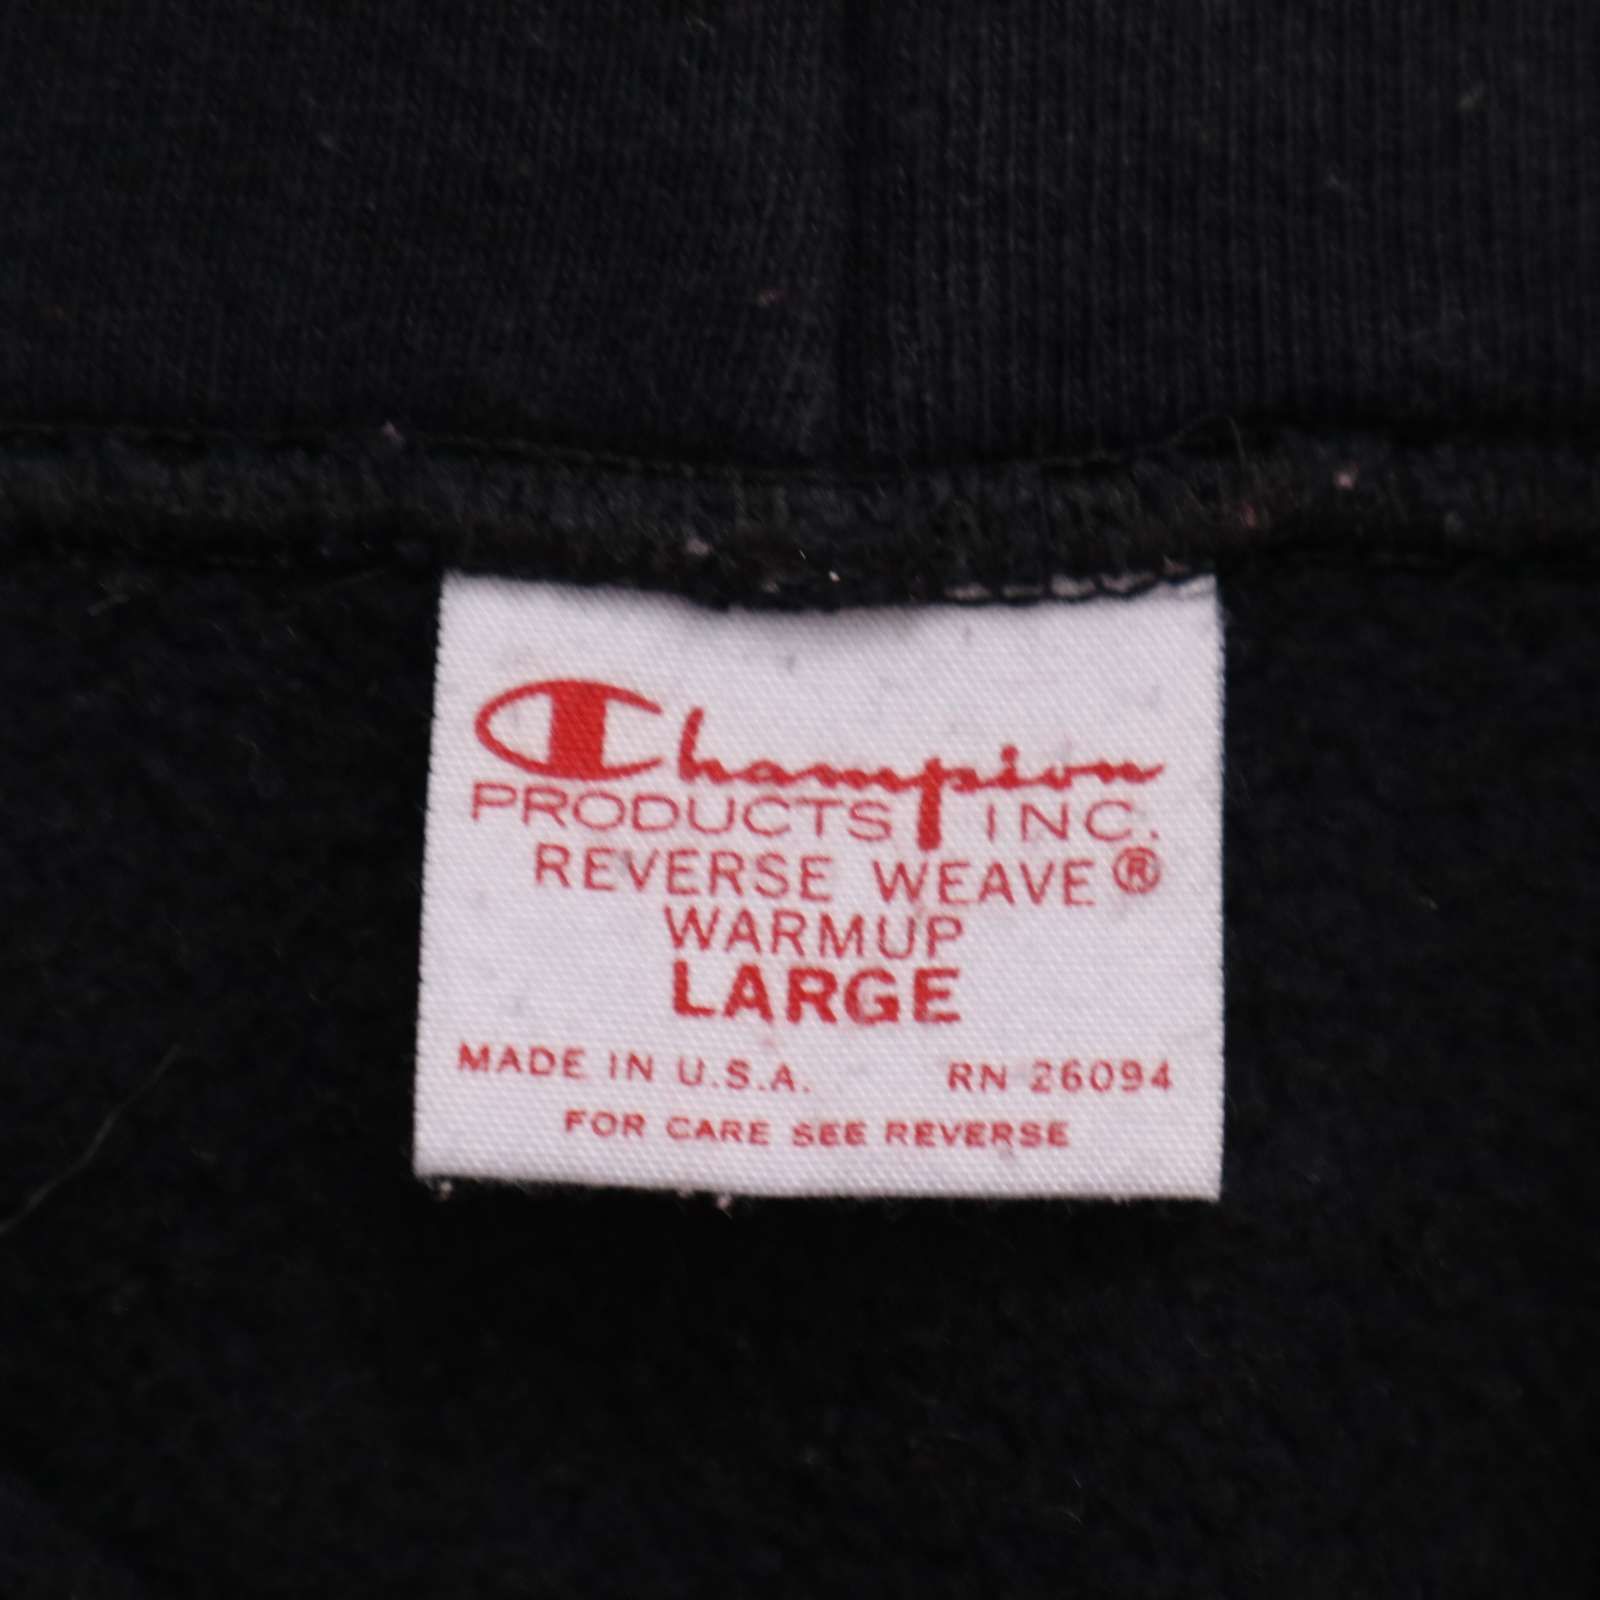 Champion
PRODUCTS INC.
REVERSE WEAVE®
WARMUP
LARGE
MADE IN U.S.A. RN 26094
FOR CARE SEE REVERSE